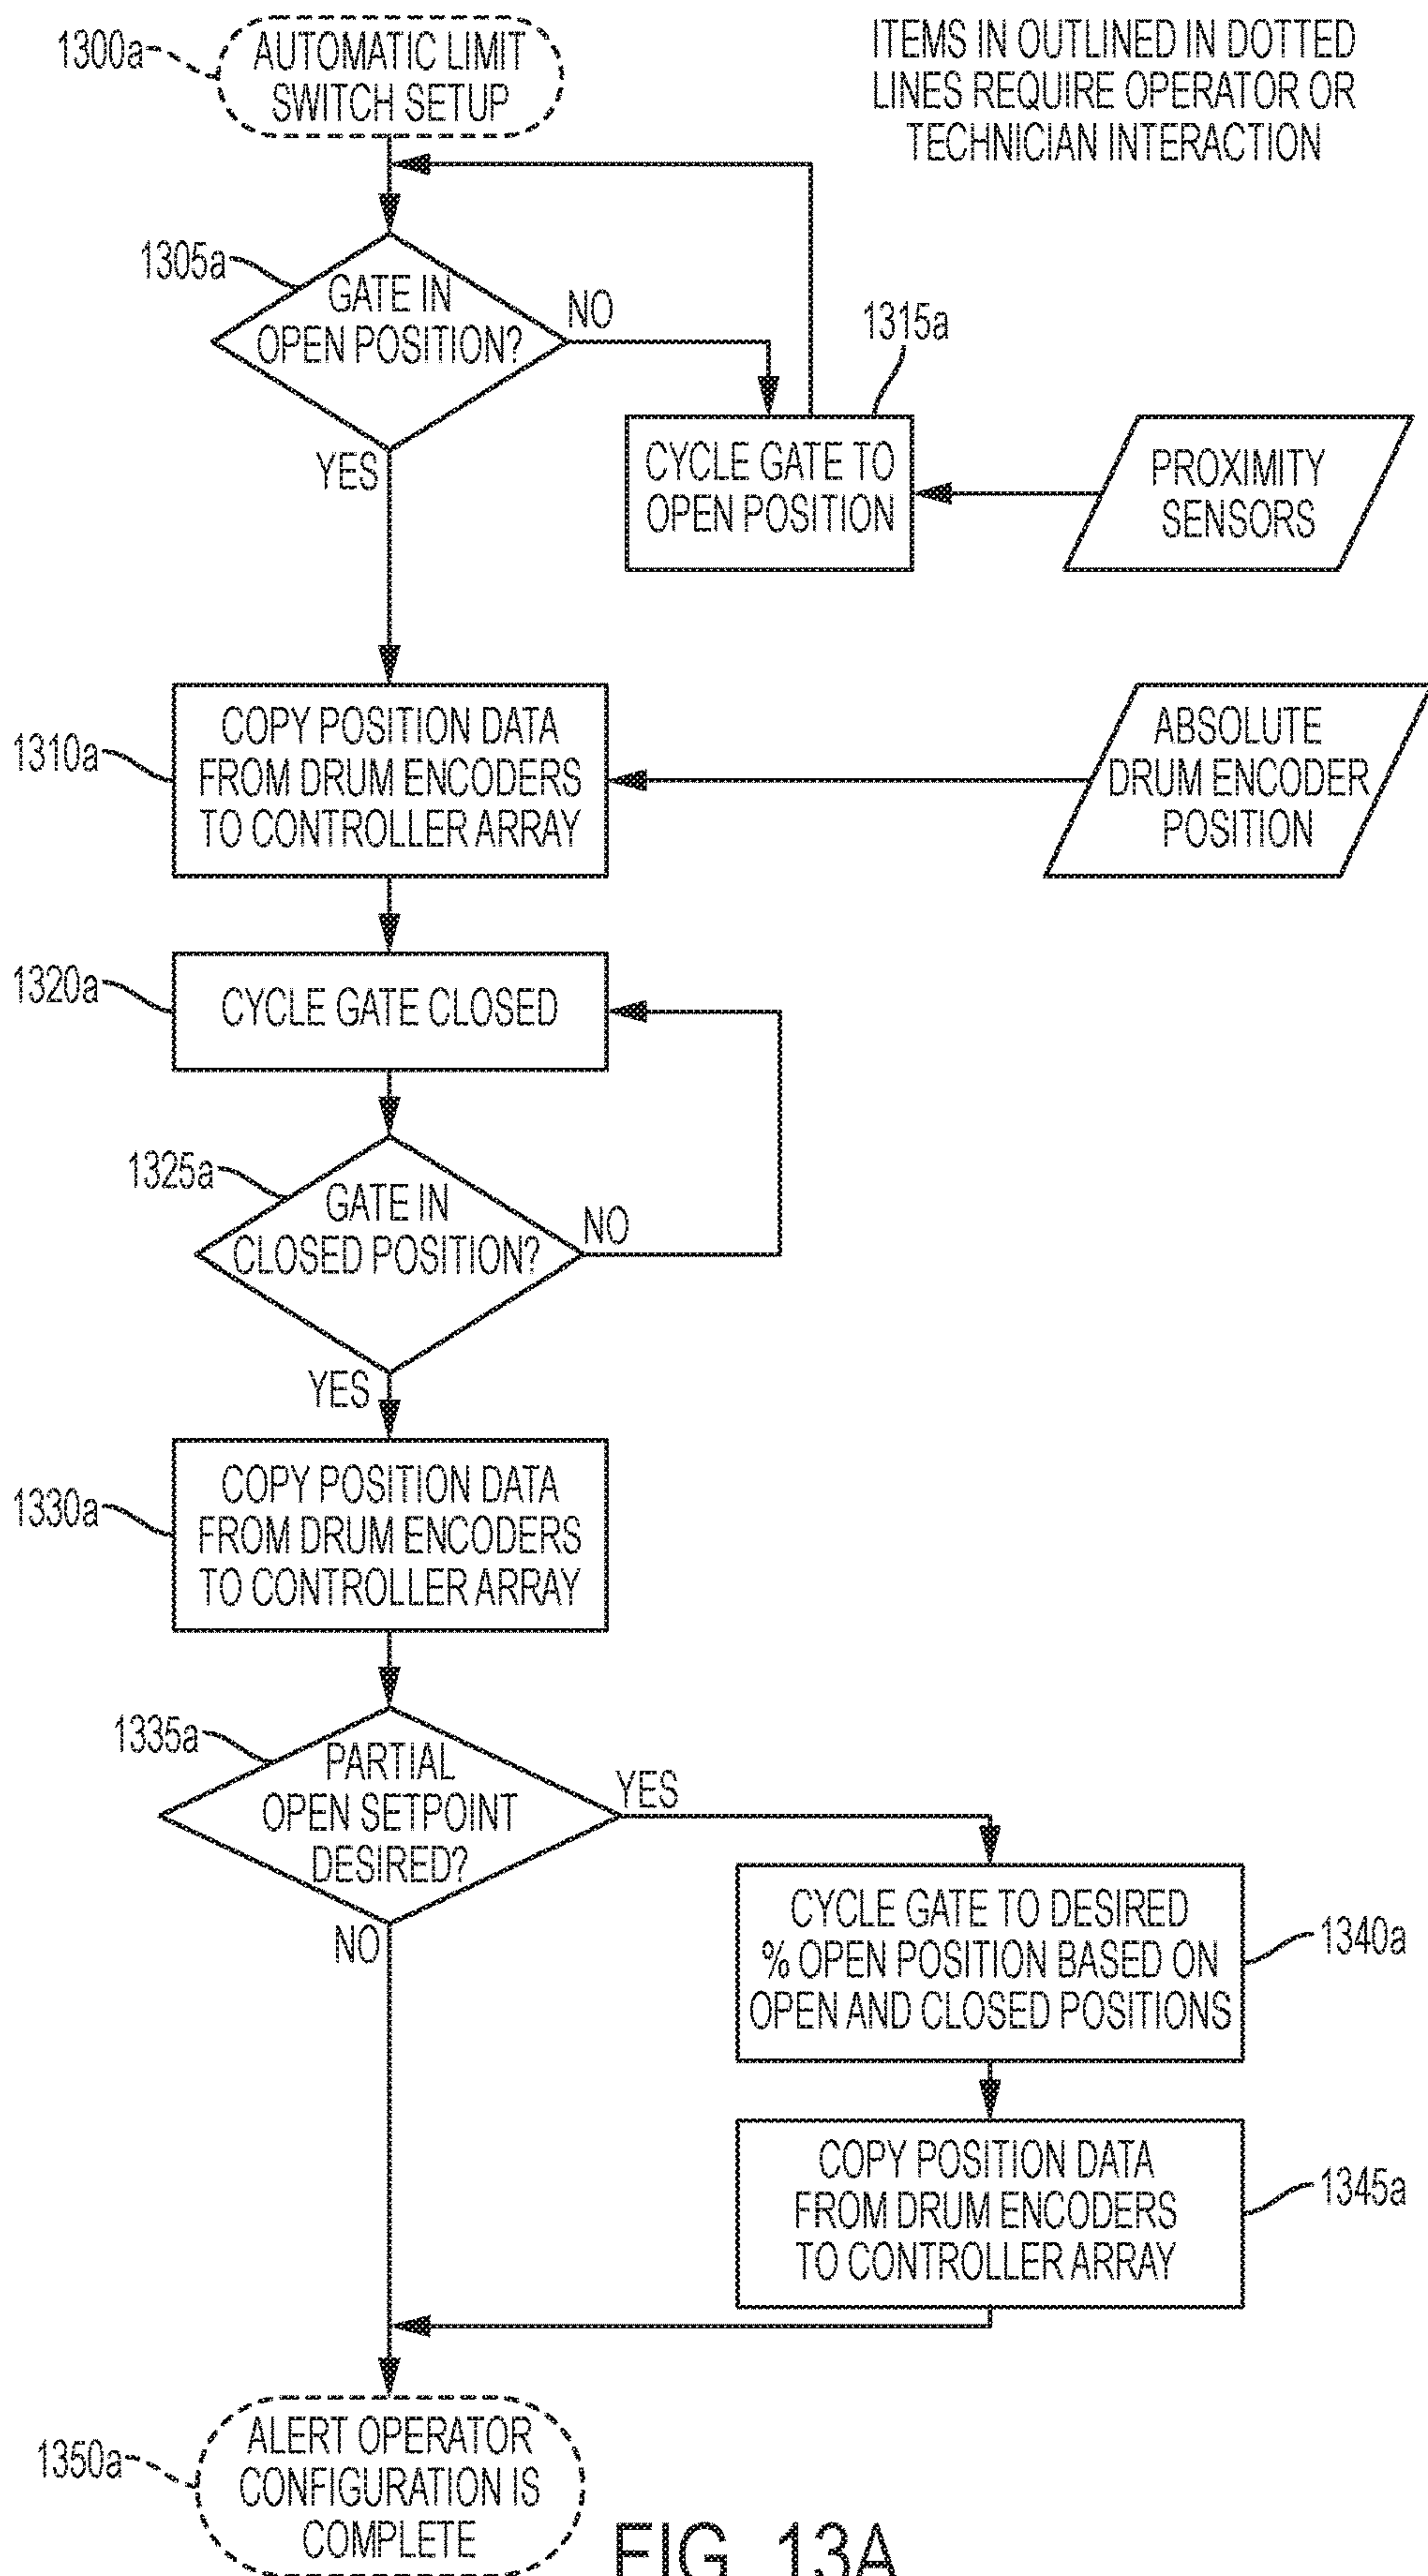 1300a
AUTOMATIC LIMIT
SWITCH SETUP
ITEMS IN OUTLINED IN DOTTED
LINES REQUIRE OPERATOR OR
TECHNICIAN INTERACTION
1305a
GATE IN
OPEN POSITION?
NO
YES
1315a
CYCLE GATE TO
OPEN POSITION
PROXIMITY
SENSORS
1310a
COPY POSITION DATA
FROM DRUM ENCODERS
TO CONTROLLER ARRAY
ABSOLUTE
DRUM ENCODER
POSITION
1320a
CYCLE GATE CLOSED
1325a
GATE IN
CLOSED POSITION?
NO
YES
1330a
COPY POSITION DATA
FROM DRUM ENCODERS
TO CONTROLLER ARRAY
1335a
PARTIAL
OPEN SETPOINT
DESIRED?
YES
NO
CYCLE GATE TO DESIRED
% OPEN POSITION BASED ON
OPEN AND CLOSED POSITIONS
1340a
COPY POSITION DATA
FROM DRUM ENCODERS
TO CONTROLLER ARRAY
1345a
1350a
ALERT OPERATOR
CONFIGURATION IS
COMPLETE
FIG. 13A